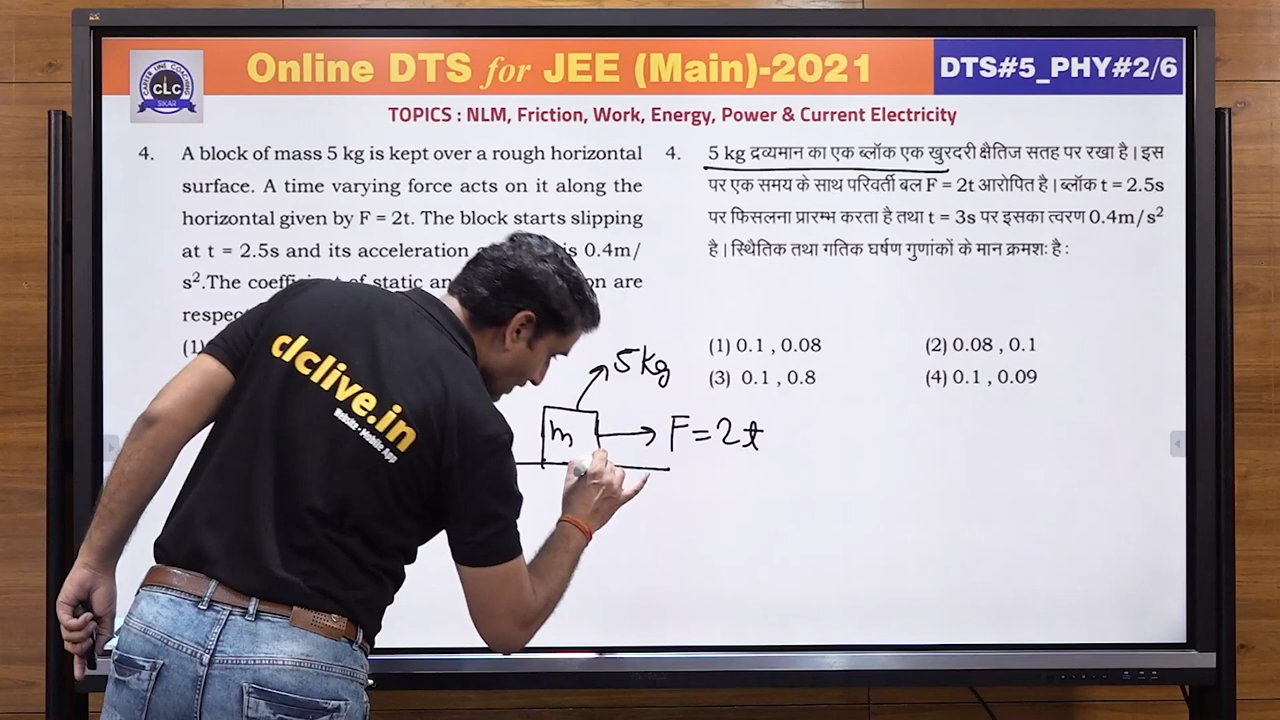 Online DTS for JEE (Main)-2021
DTS#5_PHY#2/6
CAREER LINE COACHING
CLC
SIKAR
TOPICS : NLM, Friction, Work, Energy, Power & Current Electricity
4. A block of mass 5 kg is kept over a rough horizontal
surface. A time varying force acts on it along the
horizontal given by F = 2t. The block starts slipping
at t = 2.5s and its acceleration is 0.4m/
s².The of static are
(1)
4. 5 kg द्रव्यमान का एक ब्लॉक एक खुरदरी क्षैतिज सतह पर रखा है। इस
पर एक समय के साथ परिवर्ती बल F = 2t आरोपित है। ब्लॉक t = 2.5s
पर फिसलना प्रारम्भ करता है तथा t = 3s पर इसका त्वरण 0.4m/s²
है। स्थैतिक तथा गतिक घर्षण गुणांकों के मान क्रमशः है :
(1) 0.1 , 0.08 (2) 0.08 , 0.1
(3) 0.1 , 0.8 (4) 0.1 , 0.09
5 kg
m
F = 2t
clclive.in
Website - Mobile App